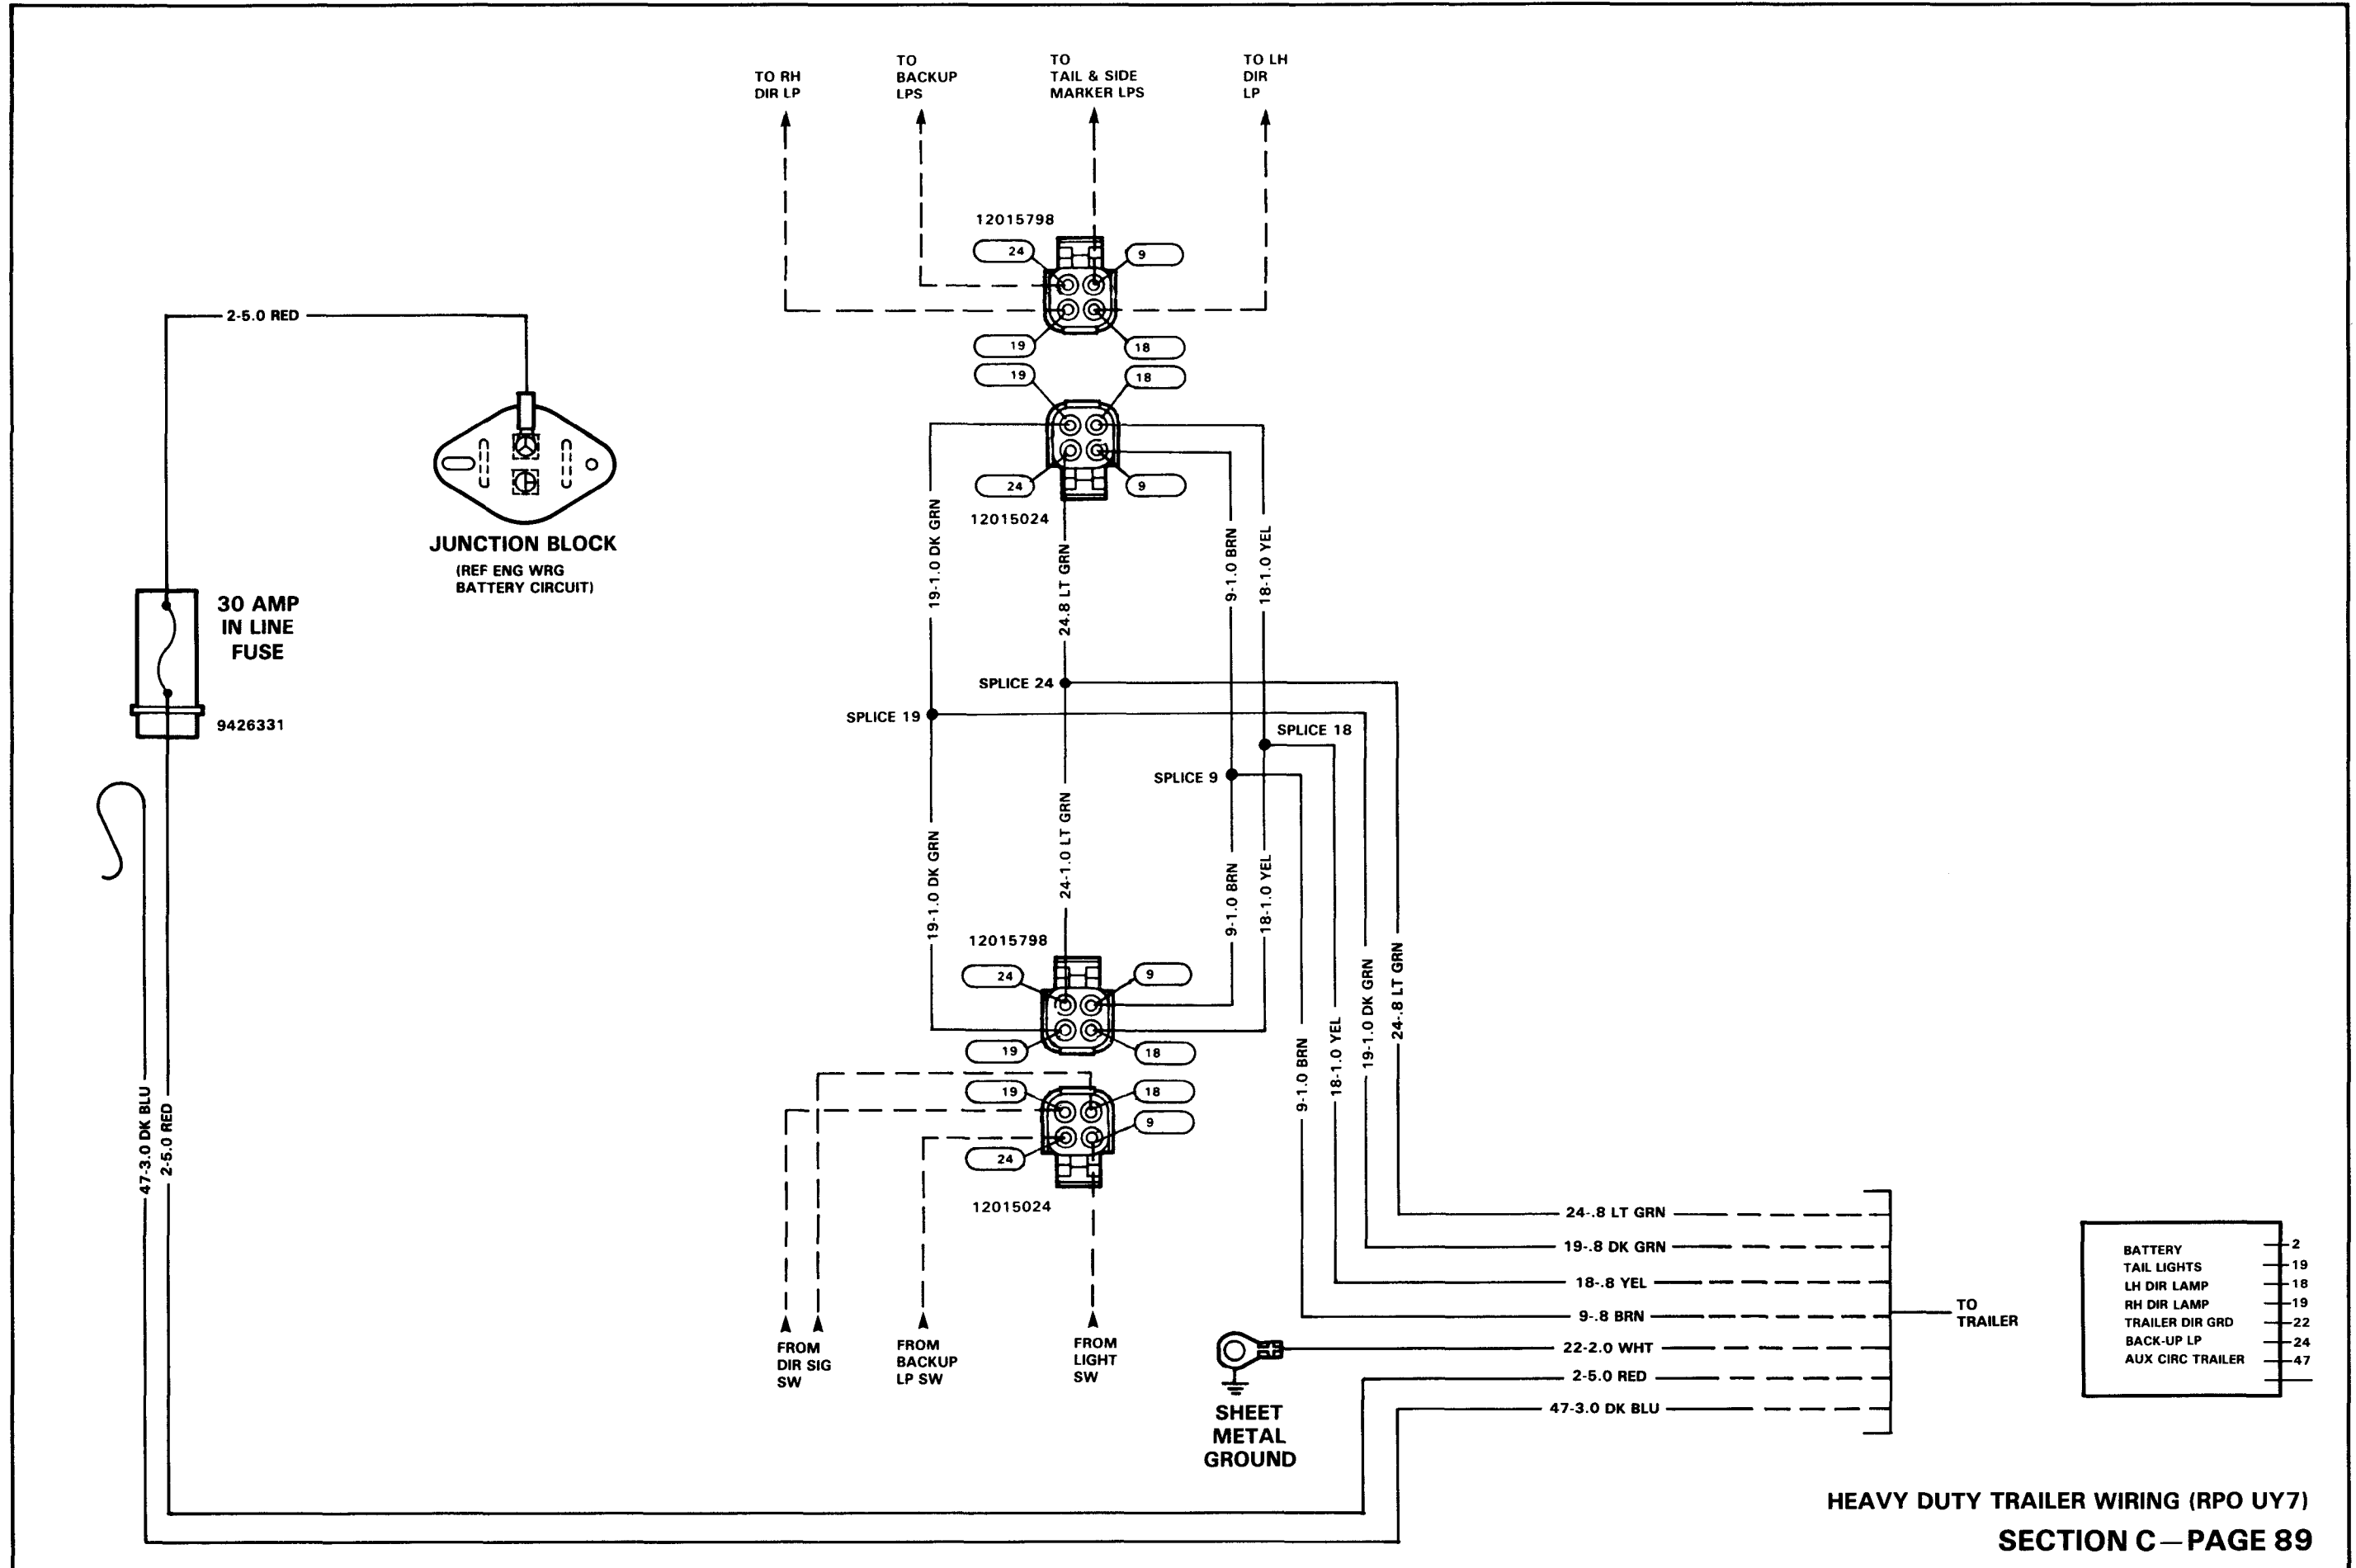 TO RH
DIR LP
TO
BACKUP
LPS
TO
TAIL & SIDE
MARKER LPS
TO LH
DIR
LP
12015798
24
9
19
18
2-5.0 RED
JUNCTION BLOCK
(REF ENG WRG
BATTERY CIRCUIT)
30 AMP
IN LINE
FUSE
9426331
19
18
24
9
12015024
19-1.0 DK GRN
24.8 LT GRN
9-1.0 BRN
18-1.0 YEL
SPLICE 24
SPLICE 19
SPLICE 18
SPLICE 9
19-1.0 DK GRN
24-1.0 LT GRN
9-1.0 BRN
18-1.0 YEL
12015798
24
9
19
18
19
18
9
24
12015024
9-1.0 BRN
18-1.0 YEL
19-1.0 DK GRN
24-.8 LT GRN
47-3.0 DK BLU
2-5.0 RED
FROM
DIR SIG
SW
FROM
BACKUP
LP SW
FROM
LIGHT
SW
SHEET
METAL
GROUND
24-.8 LT GRN
19-.8 DK GRN
18-.8 YEL
9-.8 BRN
22-2.0 WHT
2-5.0 RED
47-3.0 DK BLU
TO
TRAILER
BATTERY 2
TAIL LIGHTS 19
LH DIR LAMP 18
RH DIR LAMP 19
TRAILER DIR GRD 22
BACK-UP LP 24
AUX CIRC TRAILER 47
HEAVY DUTY TRAILER WIRING (RPO UY7)
SECTION C—PAGE 89